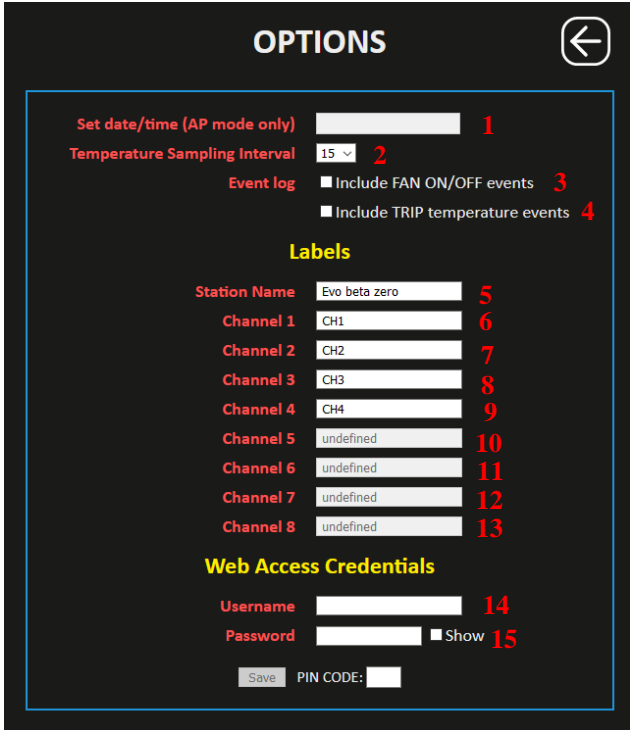 OPTIONS
Set date/time (AP mode only) 1
Temperature Sampling Interval 15 2
Event log Include FAN ON/OFF events 3
Include TRIP temperature events 4
Labels
Station Name Evo beta zero 5
Channel 1 CH1 6
Channel 2 CH2 7
Channel 3 CH3 8
Channel 4 CH4 9
Channel 5 undefined 10
Channel 6 undefined 11
Channel 7 undefined 12
Channel 8 undefined 13
Web Access Credentials
Username 14
Password Show 15
Save PIN CODE: